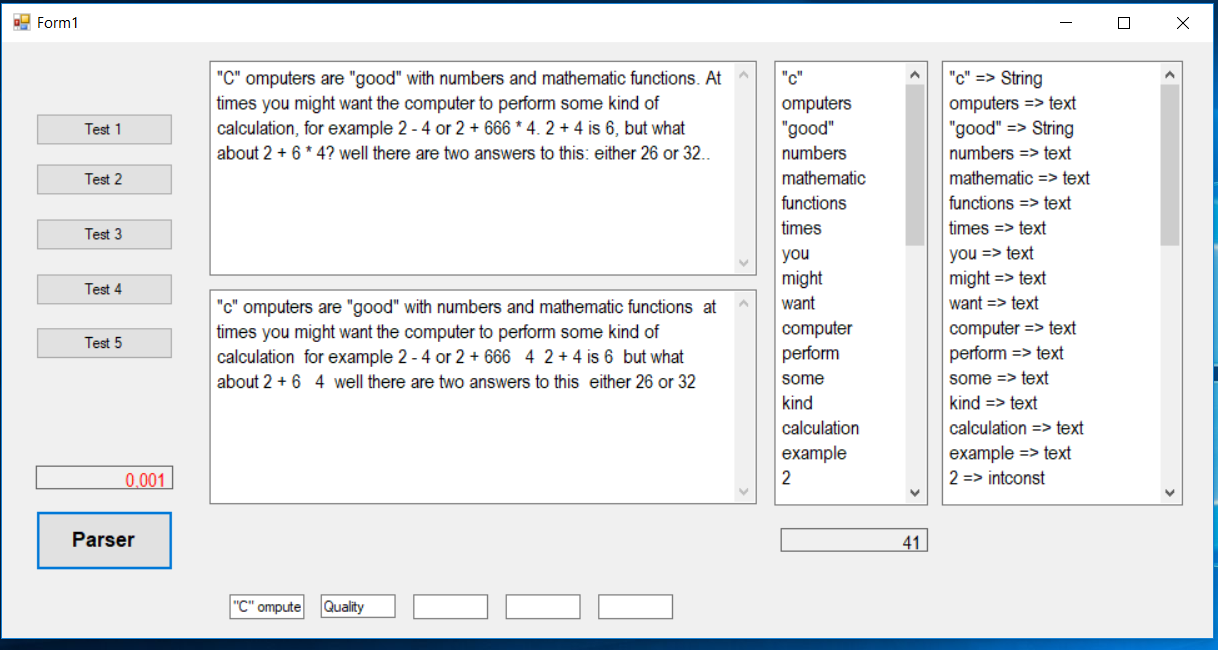 Form1
Test 1
Test 2
Test 3
Test 4
Test 5
0,001
Parser
"C" omputers are "good" with numbers and mathematic functions. At
times you might want the computer to perform some kind of
calculation, for example 2 - 4 or 2 + 666 * 4. 2 + 4 is 6, but what
about 2 + 6 * 4? well there are two answers to this: either 26 or 32..
"c" omputers are "good" with numbers and mathematic functions  at
times you might want the computer to perform some kind of
calculation  for example 2 - 4 or 2 + 666   4  2 + 4 is 6  but what
about 2 + 6   4  well there are two answers to this  either 26 or 32
"c"
omputers
"good"
numbers
mathematic
functions
times
you
might
want
computer
perform
some
kind
calculation
example
2
41
"c" => String
omputers => text
"good" => String
numbers => text
mathematic => text
functions => text
times => text
you => text
might => text
want => text
computer => text
perform => text
some => text
kind => text
calculation => text
example => text
2 => intconst
"C" ompute
Quality